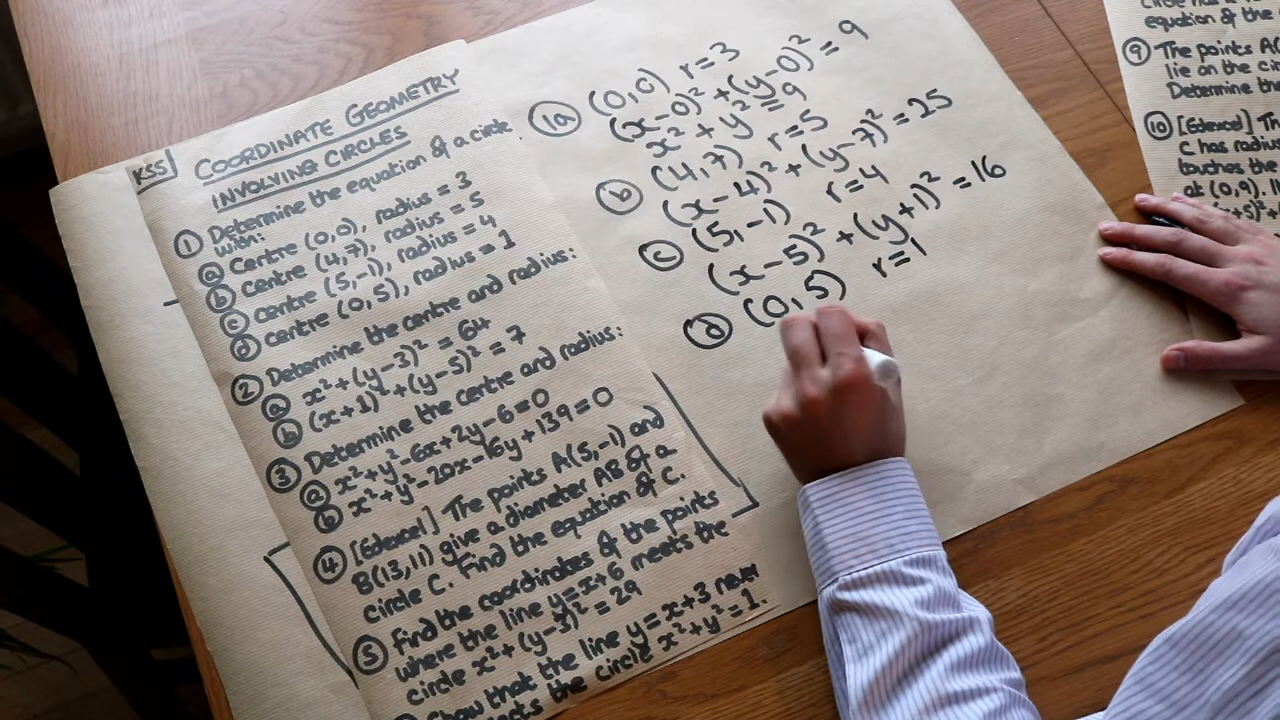 KS5
COORDINATE GEOMETRY
INVOLVING CIRCLES
① Determine the equation of a circle
with:
ⓐ Centre (0,0), radius = 3
ⓑ centre (4,7), radius = 5
ⓒ centre (5,-1), radius = 4
ⓓ centre (0,5), radius = 1
② Determine the centre and radius:
ⓐ x²+(y-3)² = 64
ⓑ (x+1)²+(y-5)² = 7
③ Determine the centre and radius:
ⓐ x²+y²-6x+2y-6=0
ⓑ x²+y²-20x-16y+139=0
④ [Edexcel] The points A(5,-1) and
B(13,11) give a diameter AB of a
circle C. Find the equation of C.
⑤ Find the coordinates of the points
where the line y=x+6 meets the
circle x²+(y-3)² = 29
Show that the line y=x+3 never
the circle x²+y²=1.
1a (0,0) r=3
(x-0)²+(y-0)²=9
x²+y²=9
ⓑ (4,7) r=5
(x-4)²+(y-7)²=25
ⓒ (5,-1) r=4
(x-5)²+(y+1)²=16
ⓓ (0,5) r=1
equation of the
⑨ The points A(
lie on the
Determine the
⑩ [Edexcel]
C has radius
touches the
at (0,9).